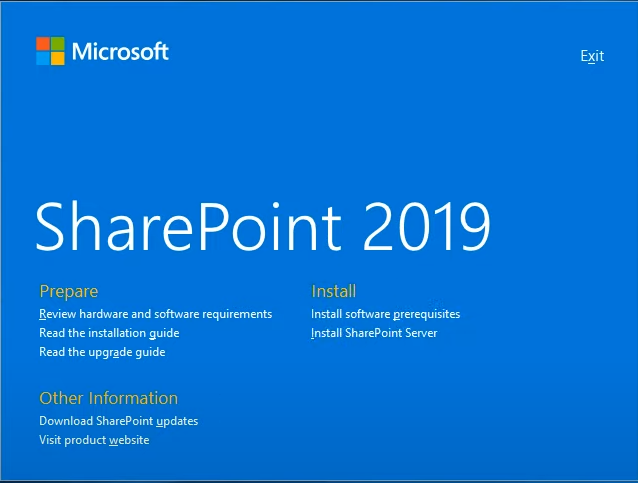 Microsoft
Exit
SharePoint 2019
Prepare
Review hardware and software requirements
Read the installation guide
Read the upgrade guide
Install
Install software prerequisites
Install SharePoint Server
Other Information
Download SharePoint updates
Visit product website